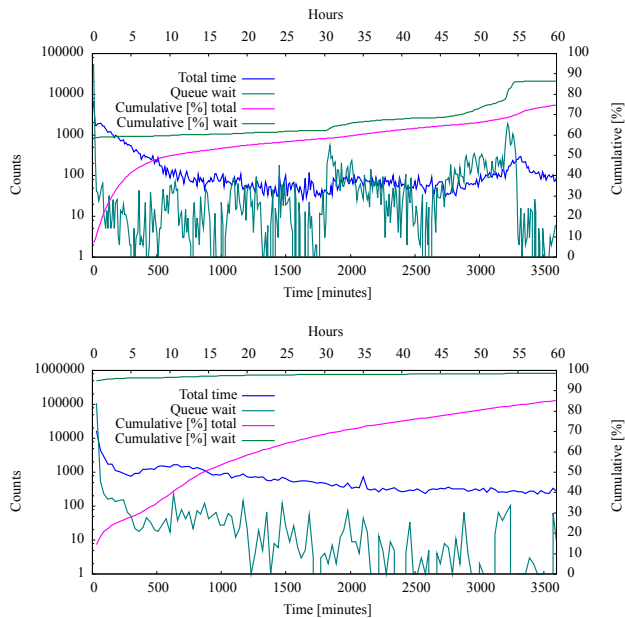 Hours
0 5 10 15 20 25 30 35 40 45 50 55 60
100000 100
Total time 90
10000 Queue wait 80
Cumulative [%] total 70
1000 Cumulative [%] wait 60
100 50
40
10 30
20
10
1 0
Counts
Cumulative [%]
0 500 1000 1500 2000 2500 3000 3500
Time [minutes]
Hours
0 5 10 15 20 25 30 35 40 45 50 55 60
1000000 100
Total time 90
100000 Queue wait 80
Cumulative [%] total 70
10000 Cumulative [%] wait 60
1000 50
40
100 30
20
10 10
1 0
Counts
Cumulative [%]
0 500 1000 1500 2000 2500 3000 3500
Time [minutes]